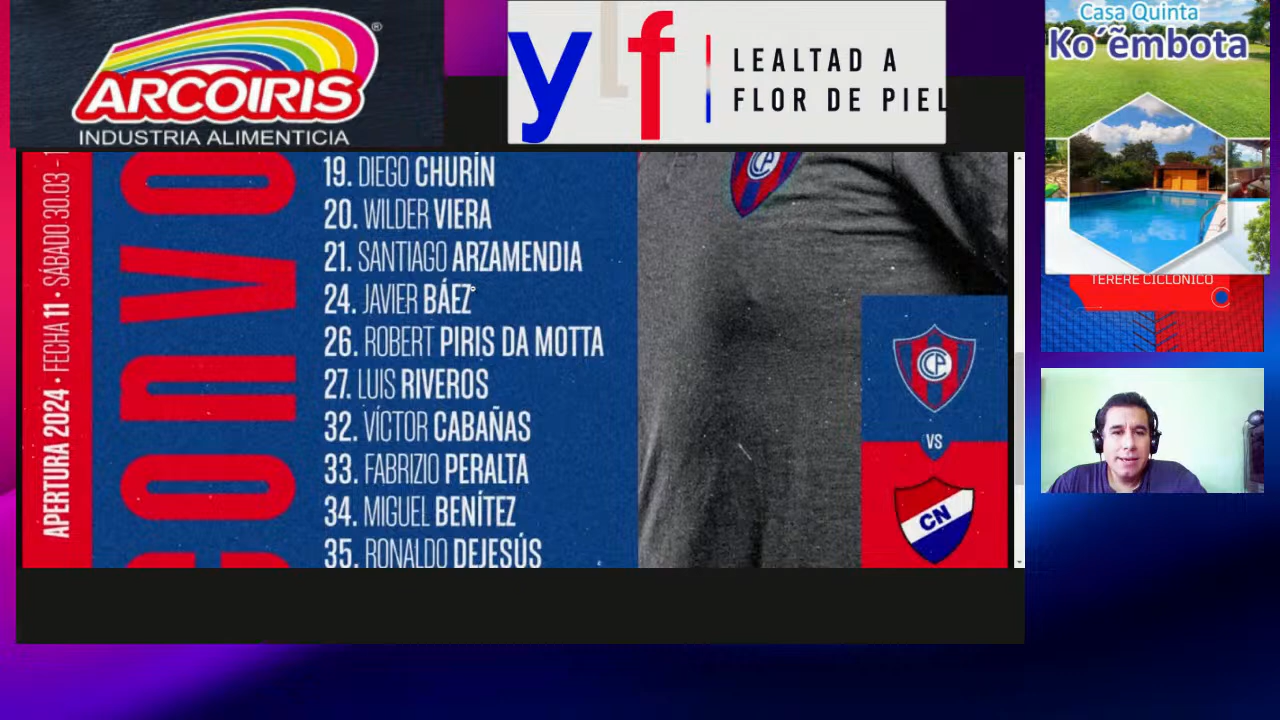 ARCOIRIS®
INDUSTRIA ALIMENTICIA
yf
LEALTAD A
FLOR DE PIEL
Casa Quinta
Ko´ẽmbota
TERERE CICLONICO
APERTURA 2024 • FECHA 11 • SÁBADO.30.03 -
CONVO
19. DIEGO CHURÍN
20. WILDER VIERA
21. SANTIAGO ARZAMENDIA
24. JAVIER BÁEZ
26. ROBERT PIRIS DA MOTTA
27. LUIS RIVEROS
32. VÍCTOR CABAÑAS
33. FABRIZIO PERALTA
34. MIGUEL BENÍTEZ
35. RONALDO DEJESÚS
VS
CN